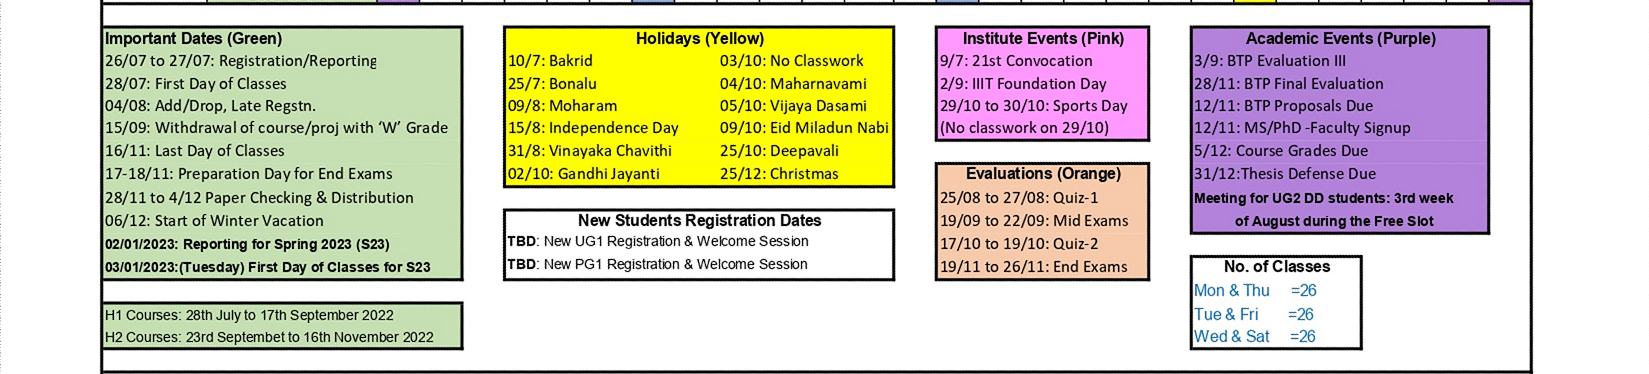 Important Dates (Green)
26/07 to 27/07: Registration/Reporting
28/07: First Day of Classes
04/08: Add/Drop, Late Regstn.
15/09: Withdrawal of course/proj with ‘W’ Grade
16/11: Last Day of Classes
17-18/11: Preparation Day for End Exams
28/11 to 4/12 Paper Checking & Distribution
06/12: Start of Winter Vacation
02/01/2023: Reporting for Spring 2023 (S23)
03/01/2023:(Tuesday) First Day of Classes for S23
H1 Courses: 28th July to 17th September 2022
H2 Courses: 23rd Septembet to 16th November 2022
Holidays (Yellow)
10/7: Bakrid 03/10: No Classwork
25/7: Bonalu 04/10: Maharnavami
09/8: Moharam 05/10: Vijaya Dasami
15/8: Independence Day 09/10: Eid Miladun Nabi
31/8: Vinayaka Chavithi 25/10: Deepavali
02/10: Gandhi Jayanti 25/12: Christmas
New Students Registration Dates
TBD: New UG1 Registration & Welcome Session
TBD: New PG1 Registration & Welcome Session
Institute Events (Pink)
9/7: 21st Convocation
2/9: IIIT Foundation Day
29/10 to 30/10: Sports Day
(No classwork on 29/10)
Evaluations (Orange)
25/08 to 27/08: Quiz-1
19/09 to 22/09: Mid Exams
17/10 to 19/10: Quiz-2
19/11 to 26/11: End Exams
Academic Events (Purple)
3/9: BTP Evaluation III
28/11: BTP Final Evaluation
12/11: BTP Proposals Due
12/11: MS/PhD -Faculty Signup
5/12: Course Grades Due
31/12:Thesis Defense Due
Meeting for UG2 DD students: 3rd week
of August during the Free Slot
No. of Classes
Mon & Thu =26
Tue & Fri =26
Wed & Sat =26